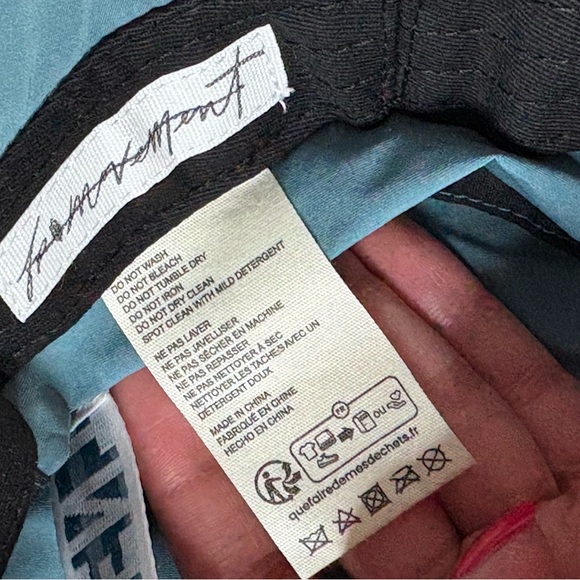 DO NOT WASH
DO NOT BLEACH
DO NOT TUMBLE DRY
DO NOT IRON
DO NOT DRY CLEAN
SPOT CLEAN WITH MILD DETERGENT
NE PAS LAVER
NE PAS JAVELLISER
NE PAS SÉCHER EN MACHINE
NE PAS REPASSER
NE PAS NETTOYER À SEC
NETTOYER LES TACHES AVEC UN
DETERGENT DOUX
MADE IN CHINA
FABRIQUÉ EN CHINE
HECHO EN CHINA
FR
OU
quefairedemesdechets.fr